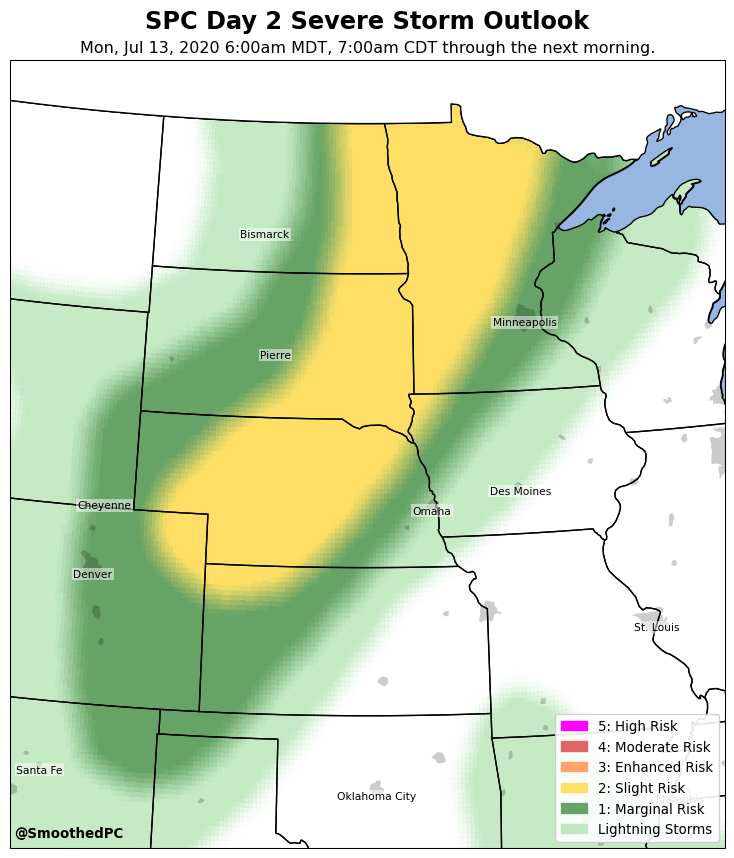 SPC Day 2 Severe Storm Outlook
Mon, Jul 13, 2020 6:00am MDT, 7:00am CDT through the next morning.
Bismarck
Minneapolis
Pierre
Des Moines
Cheyenne
Omaha
Denver
St. Louis
Santa Fe
Oklahoma City
Memphis
5: High Risk
4: Moderate Risk
3: Enhanced Risk
2: Slight Risk
1: Marginal Risk
Lightning Storms
@SmoothedPC